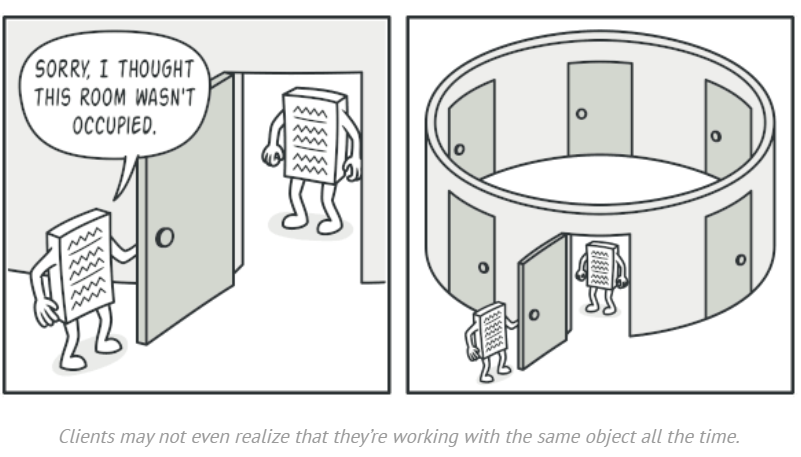 SORRY, I THOUGHT
THIS ROOM WASN'T
OCCUPIED.
Clients may not even realize that they’re working with the same object all the time.